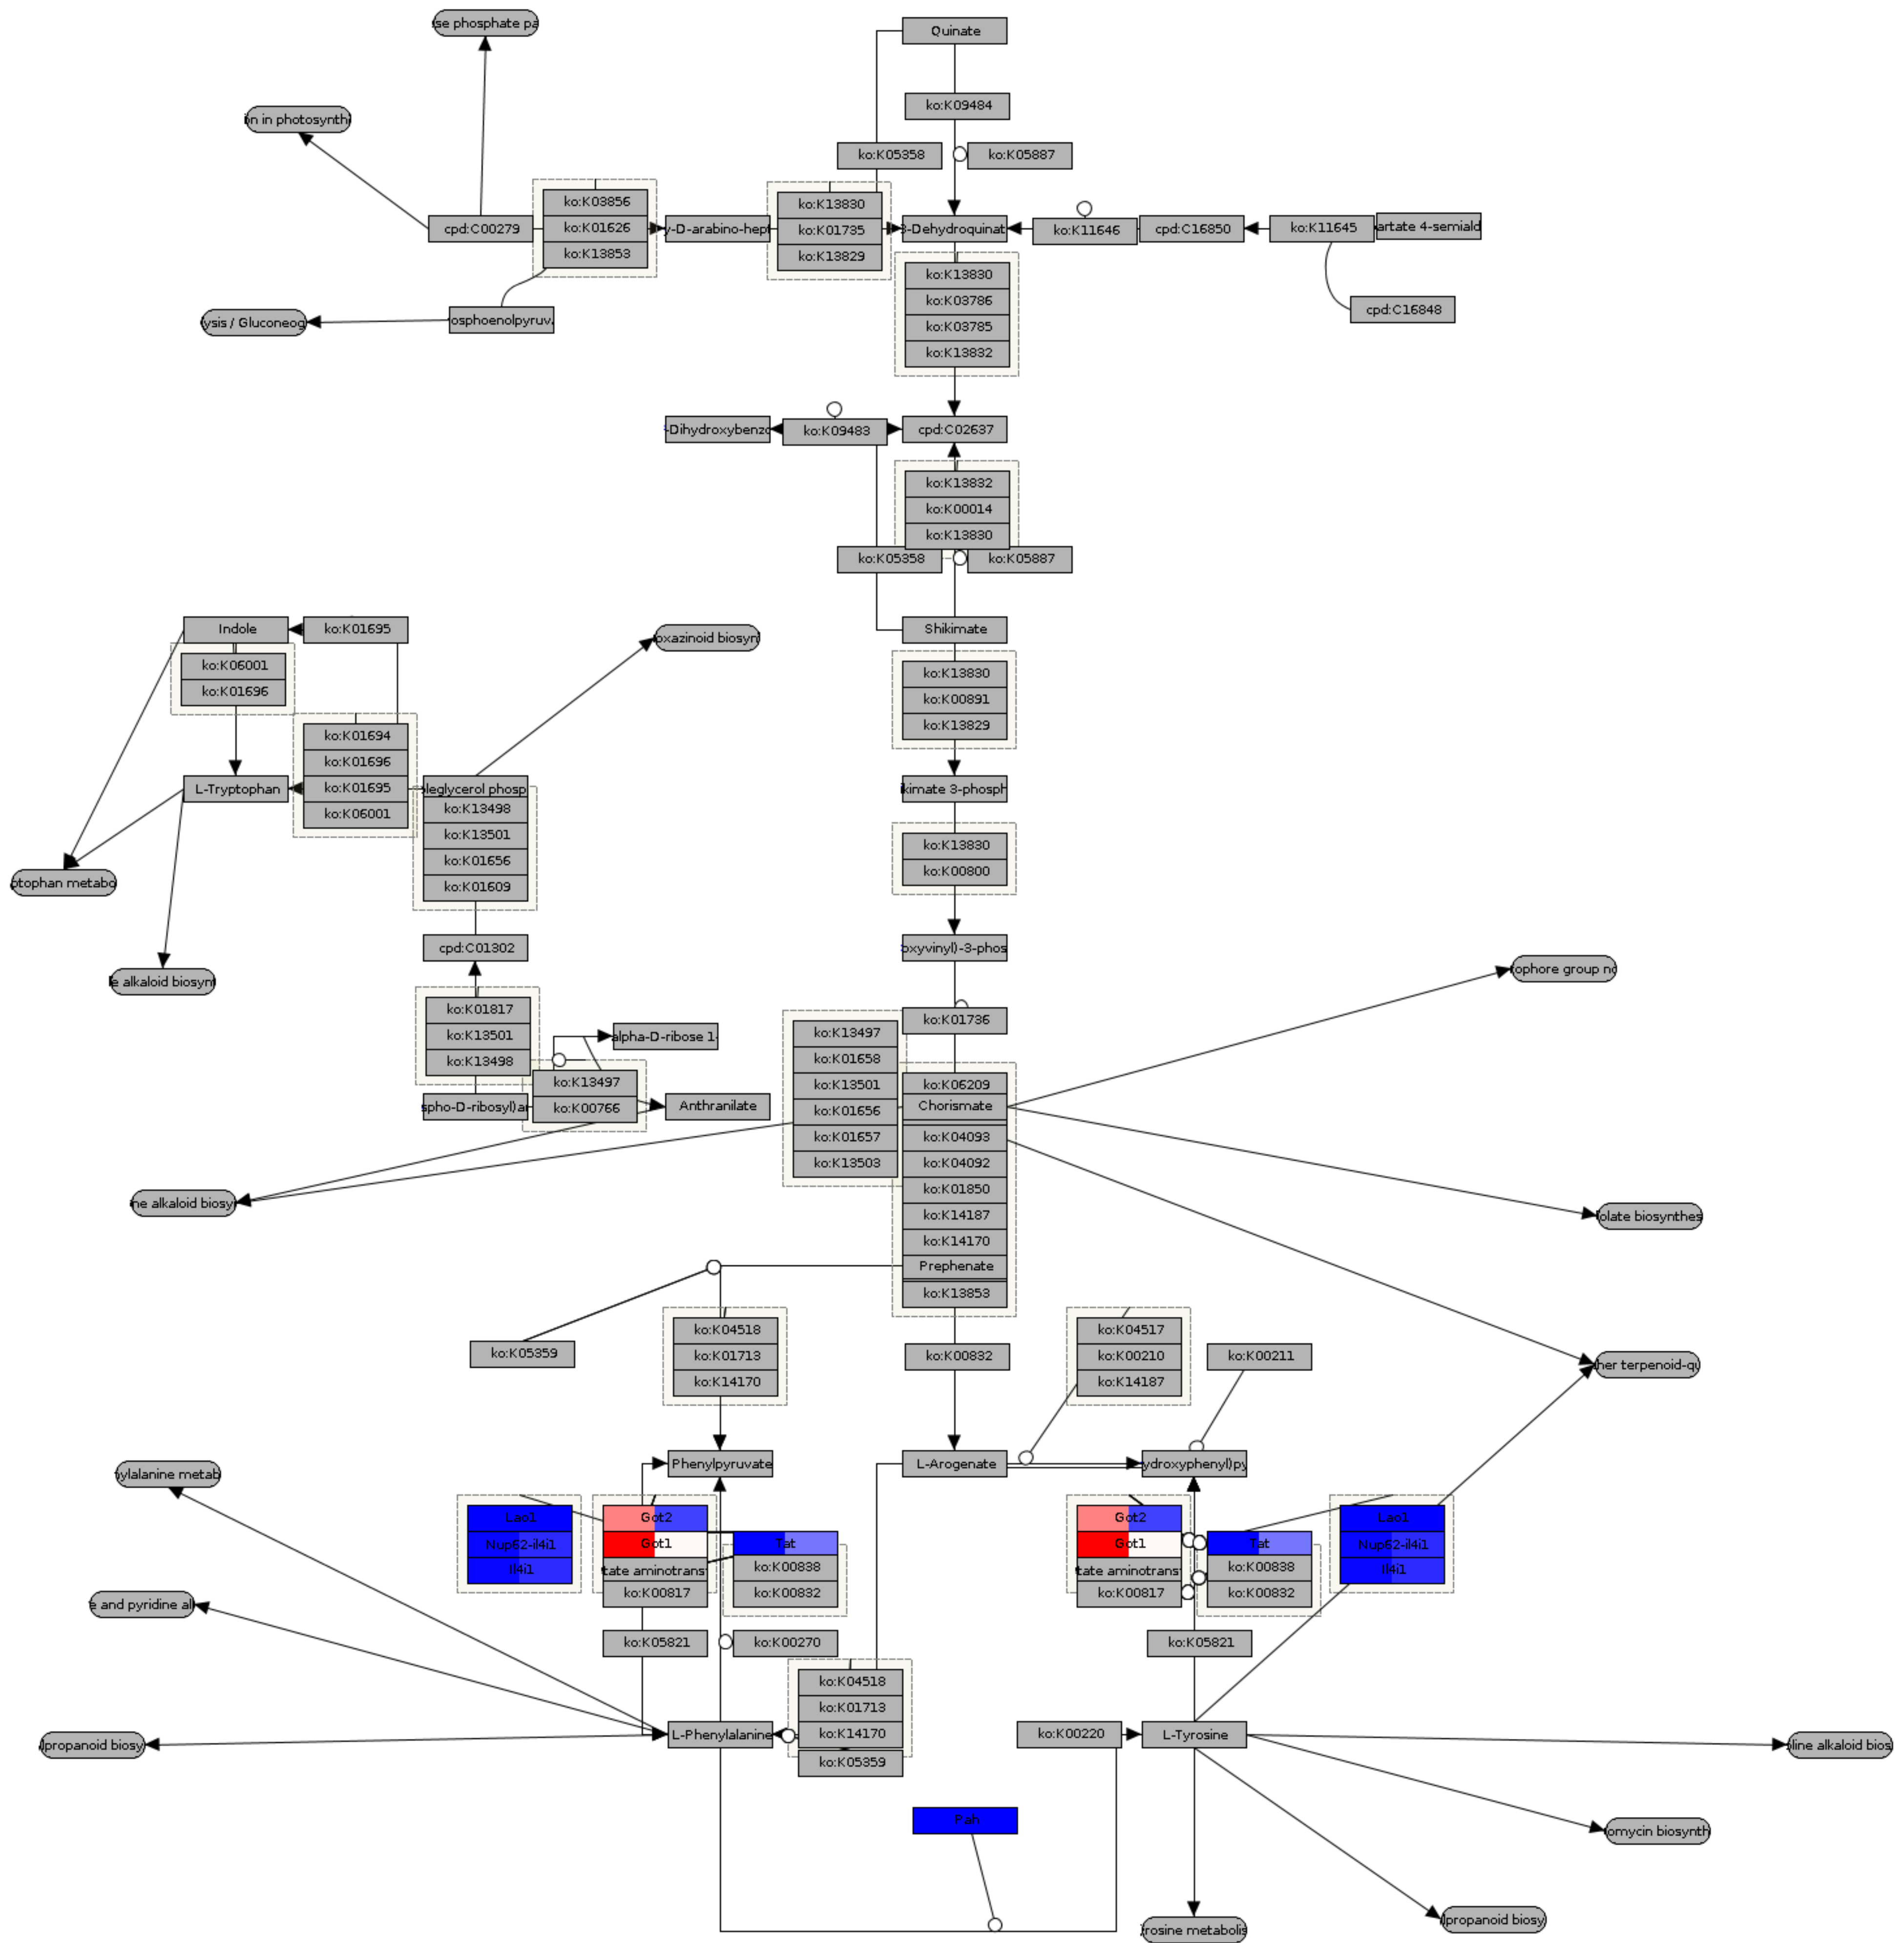 se phosphate pa
Quinate
ko:K09484
on in photosynth
ko:K05358
ko:K05887
ko:K03856
ko:K01626
ko:K13853
ko:K13830
ko:K01735
ko:K13829
cpd:C00279
y-D-arabino-hept
3-Dehydroquinat
ko:K11646
cpd:C16850
ko:K11645
artate 4-semiald
ko:K13830
ko:K03786
ko:K03785
ko:K13832
ysis / Gluconeog
osphoenolpyruv
cpd:C16848
-Dihydroxybenzo
ko:K09483
cpd:C02637
ko:K13832
ko:K00014
ko:K13830
ko:K05358
ko:K05887
Indole
ko:K01695
oxazinoid biosyn
Shikimate
ko:K06001
ko:K01696
ko:K13830
ko:K00891
ko:K13829
ko:K01694
ko:K01696
ko:K01695
ko:K06001
L-Tryptophan
leglycerol phosp
ko:K13498
ko:K13501
ko:K01656
ko:K01609
kimate 3-phosph
ko:K13830
ko:K00800
ptophan metabo
cpd:C01302
oxyvinyl)-3-phos
e alkaloid biosyn
rophore group no
ko:K01817
ko:K13501
ko:K13498
alpha-D-ribose 1-
ko:K01736
ko:K13497
ko:K01658
ko:K13501
ko:K01656
ko:K01657
ko:K13503
ko:K13497
ko:K00766
spho-D-ribosyl)an
Anthranilate
ko:K06209
Chorismate
ko:K04093
ko:K04092
ko:K01850
ko:K14187
ko:K14170
Prephenate
ko:K13853
ne alkaloid biosy
olate biosynthes
ko:K05359
ko:K04518
ko:K01713
ko:K14170
ko:K00832
ko:K04517
ko:K00210
ko:K14187
ko:K00211
her terpenoid-qu
nylalanine metab
Phenylpyruvate
L-Arogenate
ydroxyphenyl)py
Lao1
Nup62-il4i1
Il4i1
Got2
Got1
tate aminotrans
ko:K00817
Tat
ko:K00838
ko:K00832
Got2
Got1
tate aminotrans
ko:K00817
Tat
ko:K00838
ko:K00832
Lao1
Nup62-il4i1
Il4i1
e and pyridine al
ko:K05821
ko:K00270
ko:K05821
ko:K04518
ko:K01713
ko:K14170
ko:K05359
lpropanoid biosy
L-Phenylalanine
ko:K00220
L-Tyrosine
line alkaloid bios
Pah
omycin biosynth
rosine metabolis
lpropanoid biosy